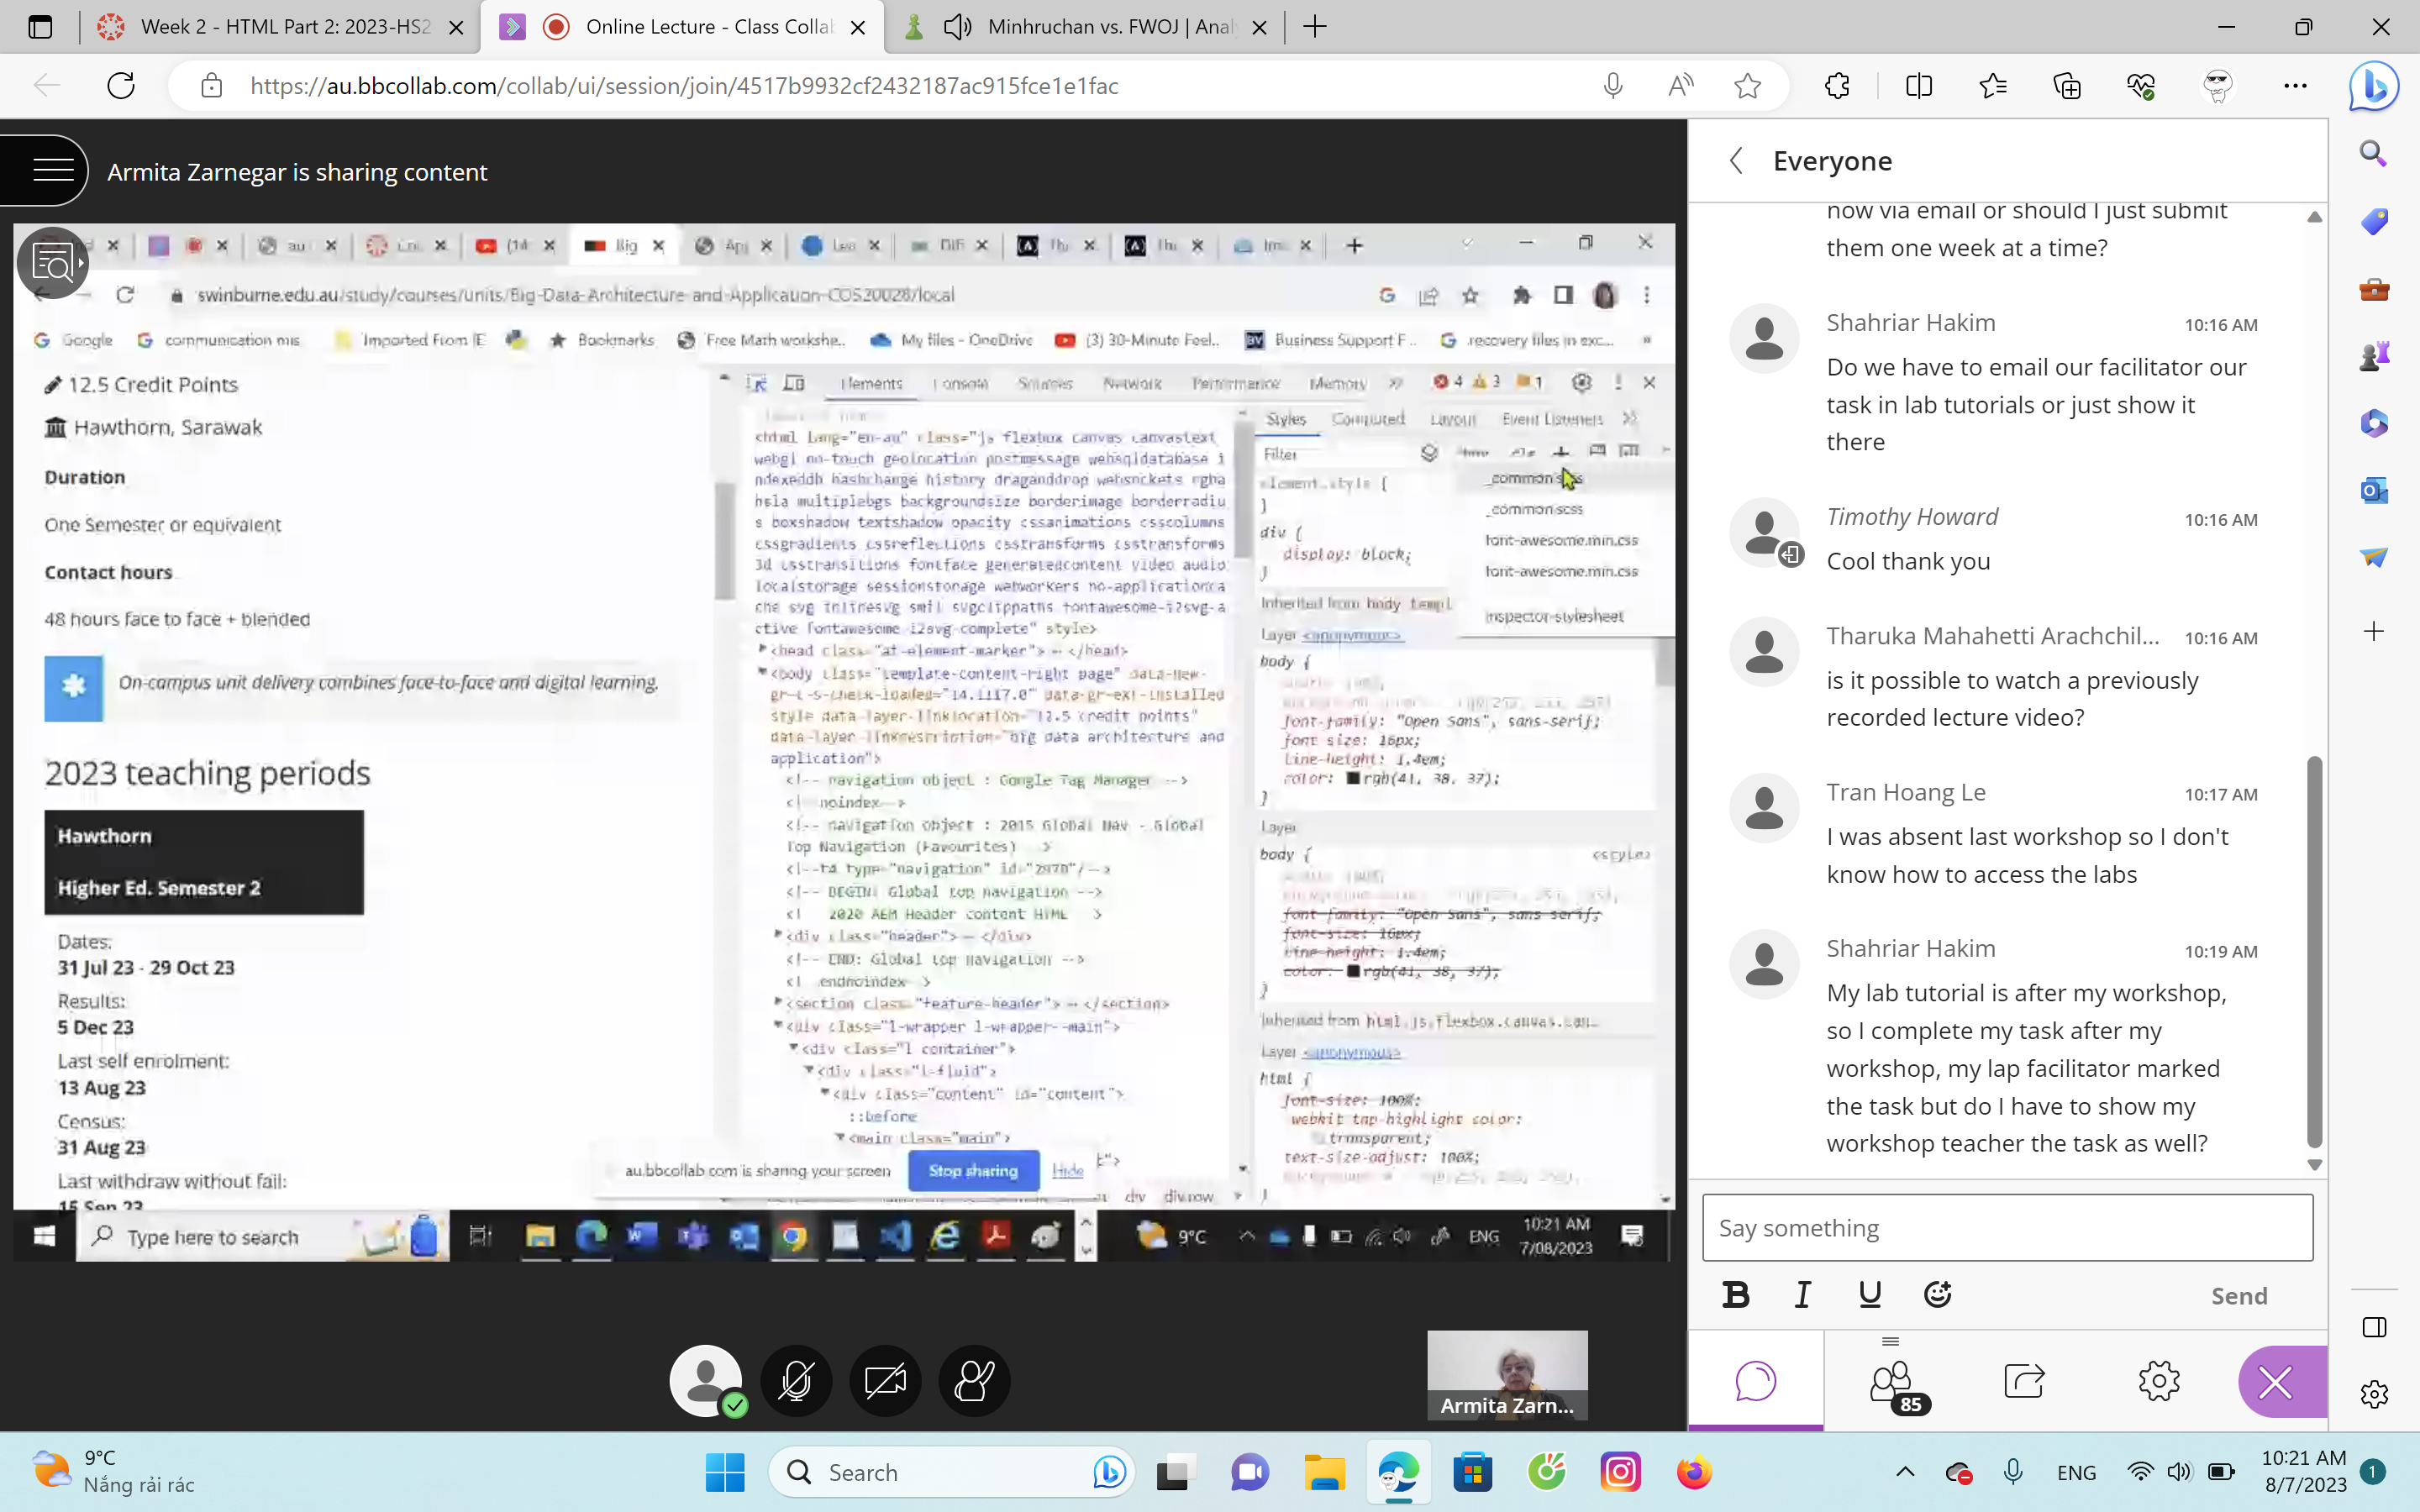 Week 2 - HTML Part 2: 2023-HS2
Online Lecture - Class Colla
Minhruchan vs. FWOJ | Anal
https://au.bbcollab.com/collab/ui/session/join/4517b9932cf2432187ac915fce1e1fac
Armita Zarnegar is sharing content
Big
swinburne.edu.au/study/courses/units/Big-Data-Architecture-and-Application-COS20028/local
Google
communication mis
Imported From IE
Bookmarks
Free Math workshe..
My files - OneDrive
(3) 30-Minute Feel..
Business Support F...
recovery files in exc...
12.5 Credit Points
Hawthorn, Sarawak
Duration
One Semester or equivalent
Contact hours
48 hours face to face + blended
On-campus unit delivery combines face-to-face and digital learning.
2023 teaching periods
Hawthorn
Higher Ed. Semester 2
Dates:
31 Jul 23 - 29 Oct 23
Results:
5 Dec 23
Last self enrolment:
13 Aug 23
Census:
31 Aug 23
Last withdraw without fail:
15 Sep 23
Elements
Console
Sources
Network
Performance
Memory
4
3
1
<html lang="en-au" class="js flexbox canvas canvastext
webgl no-touch geolocation postmessage websqldatabase i
ndexeddb hashchange history draganddrop websockets rgba
hsla multiplebgs backgroundsize borderimage borderradiu
s boxshadow textshadow opacity cssanimations csscolumns
cssgradients cssreflections csstransforms csstransforms
3d csstransitions fontface generatedcontent video audio
localstorage sessionstorage webworkers no-applicationca
che svg inlinesvg smil svgclippaths fontawesome-i2svg-a
ctive fontawesome-i2svg-complete" style>
<head class="at-element-marker"> </head>
<body class="template-content-right page" data-new-
gr-c-s-check-loaded="14.1117.0" data-gr-ext-installed
style data-layer-linklocation="12.5 credit points"
data-layer-linkdescription="big data architecture and
application">
<!-- navigation object : Google Tag Manager -->
<! noindex >
<!-- navigation object : 2015 Global Nav - Global
Top Navigation (Favourites) -->
<!--t4 type="navigation" id="2970"/-->
<!-- BEGIN: Global top navigation -->
<! 2020 AEM Header content HTML >
<div class="header"> </div>
<!-- END: Global top navigation -->
<! endnoindex >
<section class="feature-header"> </section>
<div class="l-wrapper l-wrapper--main">
<div class="l container">
<div class="l-fluid">
<div class="content" id="content">
::before
<main class="main">
div div.row
Styles
Computed
Layout
Event Listeners
Filter
_common.scss
_common.scss
font-awesome.min.css
font-awesome.min.css
inspector-stylesheet
element.style {
}
div {
display: block;
}
Inherited from body.templ
Layer <anonymous>
body {
font-family: "Open Sans", sans-serif;
font size: 16px;
line-height: 1.4em;
color: rgb(41, 38, 37);
}
Layer
body {
<style>
font-family: "Open Sans", sans serif;
font-size: 16px;
line-height: 1.4em;
color: rgb(41, 38, 37);
}
Inherited from html.js.flexbox.canvas.can…
Layer <anonymous>
html {
font-size: 100%;
webkit tap-highlight color:
transparent;
text-size-adjust: 100%;
au.bbcollab.com is sharing your screen
Stop sharing
Hide
Type here to search
9°C
ENG
10:21 AM
7/08/2023
Armita Zarn...
Everyone
now via email or should I just submit
them one week at a time?
Shahriar Hakim
10:16 AM
Do we have to email our facilitator our
task in lab tutorials or just show it
there
Timothy Howard
10:16 AM
Cool thank you
Tharuka Mahahetti Arachchil...
10:16 AM
is it possible to watch a previously
recorded lecture video?
Tran Hoang Le
10:17 AM
I was absent last workshop so I don't
know how to access the labs
Shahriar Hakim
10:19 AM
My lab tutorial is after my workshop,
so I complete my task after my
workshop, my lap facilitator marked
the task but do I have to show my
workshop teacher the task as well?
Say something
B I U
Send
85
9°C
Nắng rải rác
Search
ENG
10:21 AM
8/7/2023
1